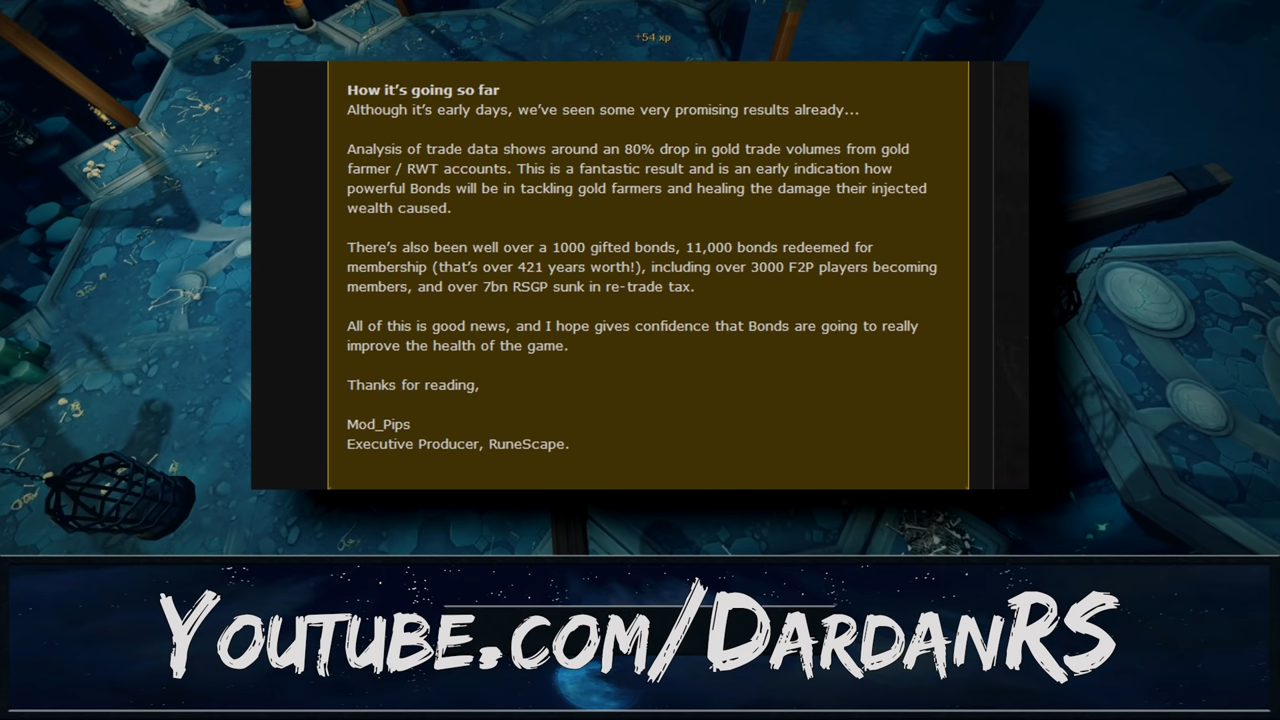 +54 xp
How it's going so far
Although it's early days, we've seen some very promising results already...
Analysis of trade data shows around an 80% drop in gold trade volumes from gold
farmer / RWT accounts. This is a fantastic result and is an early indication how
powerful Bonds will be in tackling gold farmers and healing the damage their injected
wealth caused.
There's also been well over a 1000 gifted bonds, 11,000 bonds redeemed for
membership (that's over 421 years worth!), including over 3000 F2P players becoming
members, and over 7bn RSGP sunk in re-trade tax.
All of this is good news, and I hope gives confidence that Bonds are going to really
improve the health of the game.
Thanks for reading,
Mod_Pips
Executive Producer, RuneScape.
Youtube.com/DardanRS